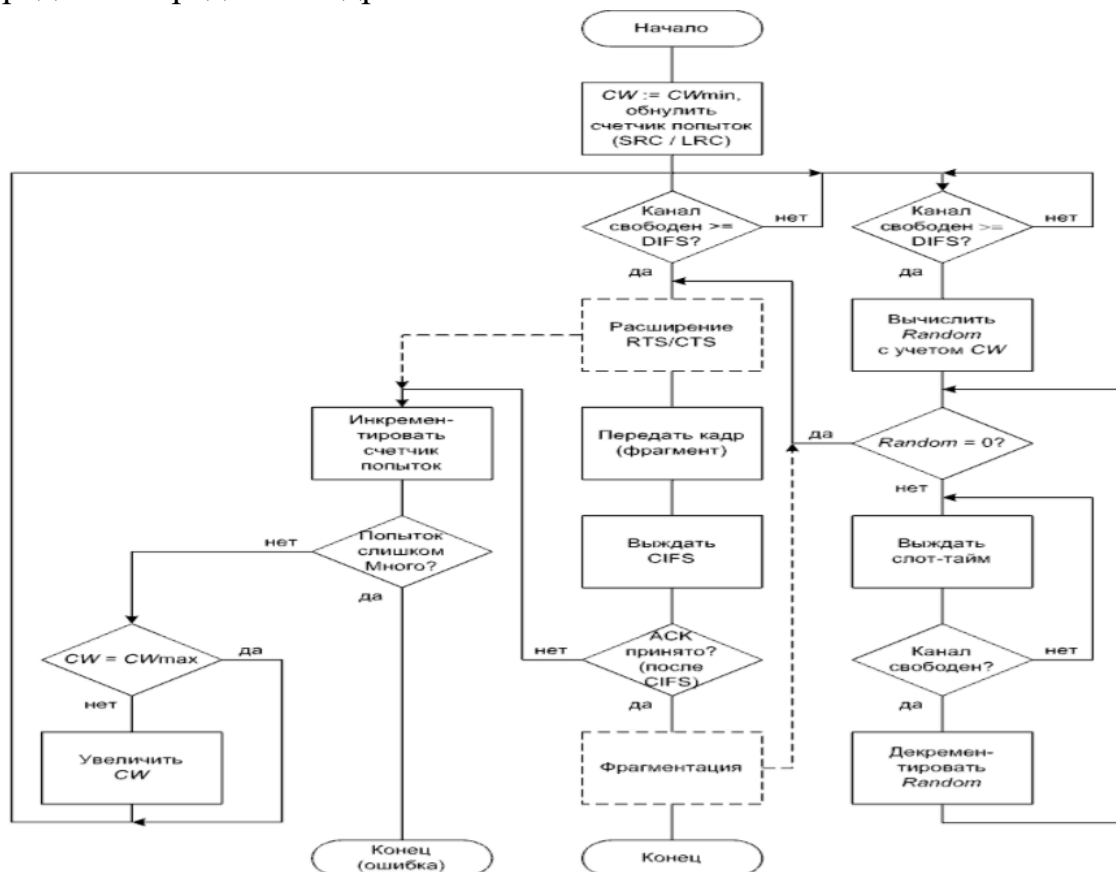 Начало
CW := CWmin,
обнулить
счетчик попыток
(SRC / LRC)
Канал
свободен >=
DIFS?
нет
да
Канал
свободен >=
DIFS?
нет
да
Расширение
RTS/CTS
Вычислить
Random
с учетом CW
Инкремен-
тировать
счетчик
попыток
Передать кадр
(фрагмент)
да
Random = 0?
нет
Попыток
слишком
Много?
нет
да
Выждать
CIFS
Выждать
слот-тайм
CW = CWmax
да
нет
АСК
принято?
(после
CIFS)
нет
да
Канал
свободен?
нет
да
Увеличить
CW
Фрагментация
Декремен-
тировать
Random
Конец
(ошибка)
Конец